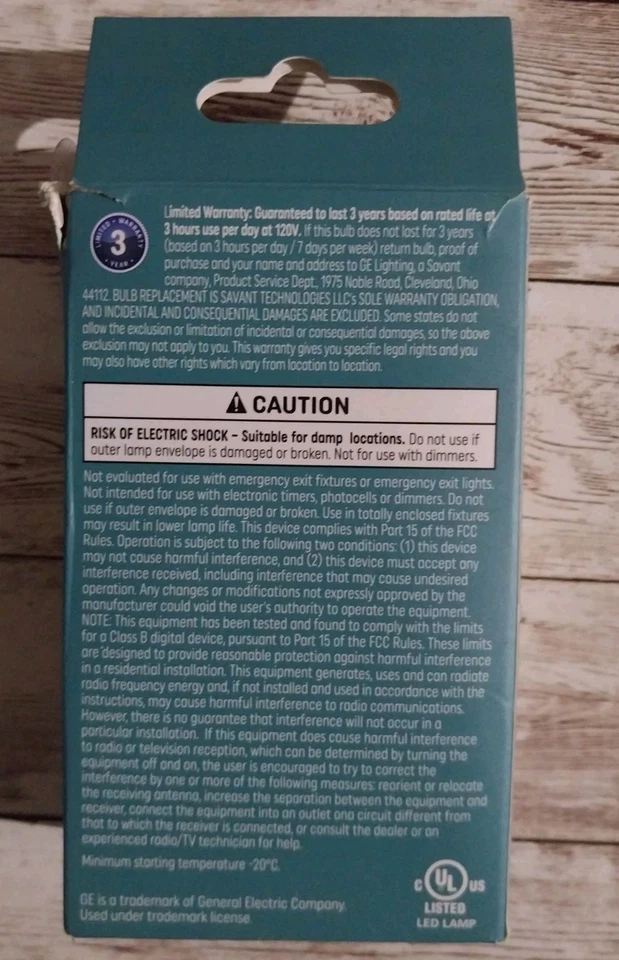 LIMITED • WARRANTY
3
• YEAR •
Limited Warranty: Guaranteed to last 3 years based on rated life at
3 hours use per day at 120V. If this bulb does not last for 3 years
(based on 3 hours per day / 7 days per week) return bulb, proof of
purchase and your name and address to GE Lighting, a Savant
company, Product Service Dept., 1975 Noble Road, Cleveland, Ohio
44112. BULB REPLACEMENT IS SAVANT TECHNOLOGIES LLC's SOLE WARRANTY OBLIGATION,
AND INCIDENTAL AND CONSEQUENTIAL DAMAGES ARE EXCLUDED. Some states do not
allow the exclusion or limitation of incidental or consequential damages, so the above
exclusion may not apply to you. This warranty gives you specific legal rights and you
may also have other rights which vary from location to location.
CAUTION
RISK OF ELECTRIC SHOCK – Suitable for damp locations. Do not use if
outer lamp envelope is damaged or broken. Not for use with dimmers.
Not evaluated for use with emergency exit fixtures or emergency exit lights.
Not intended for use with electronic timers, photocells or dimmers. Do not
use if outer envelope is damaged or broken. Use in totally enclosed fixtures
may result in lower lamp life. This device complies with Part 15 of the FCC
Rules. Operation is subject to the following two conditions: (1) this device
may not cause harmful interference, and (2) this device must accept any
interference received, including interference that may cause undesired
operation. Any changes or modifications not expressly approved by the
manufacturer could void the user's authority to operate the equipment.
NOTE: This equipment has been tested and found to comply with the limits
for a Class B digital device, pursuant to Part 15 of the FCC Rules. These limits
are designed to provide reasonable protection against harmful interference
in a residential installation. This equipment generates, uses and can radiate
radio frequency energy and, if not installed and used in accordance with the
instructions, may cause harmful interference to radio communications.
However, there is no guarantee that interference will not occur in a
particular installation. If this equipment does cause harmful interference
to radio or television reception, which can be determined by turning the
equipment off and on, the user is encouraged to try to correct the
interference by one or more of the following measures: reorient or relocate
the receiving antenna, increase the separation between the equipment and
receiver, connect the equipment into an outlet ona circuit different from
that to which the receiver is connected, or consult the dealer or an
experienced radio/TV technician for help.
Minimum starting temperature -20°C.
GE is a trademark of General Electric Company.
Used under trademark license.
C UL US
LISTED
LED LAMP